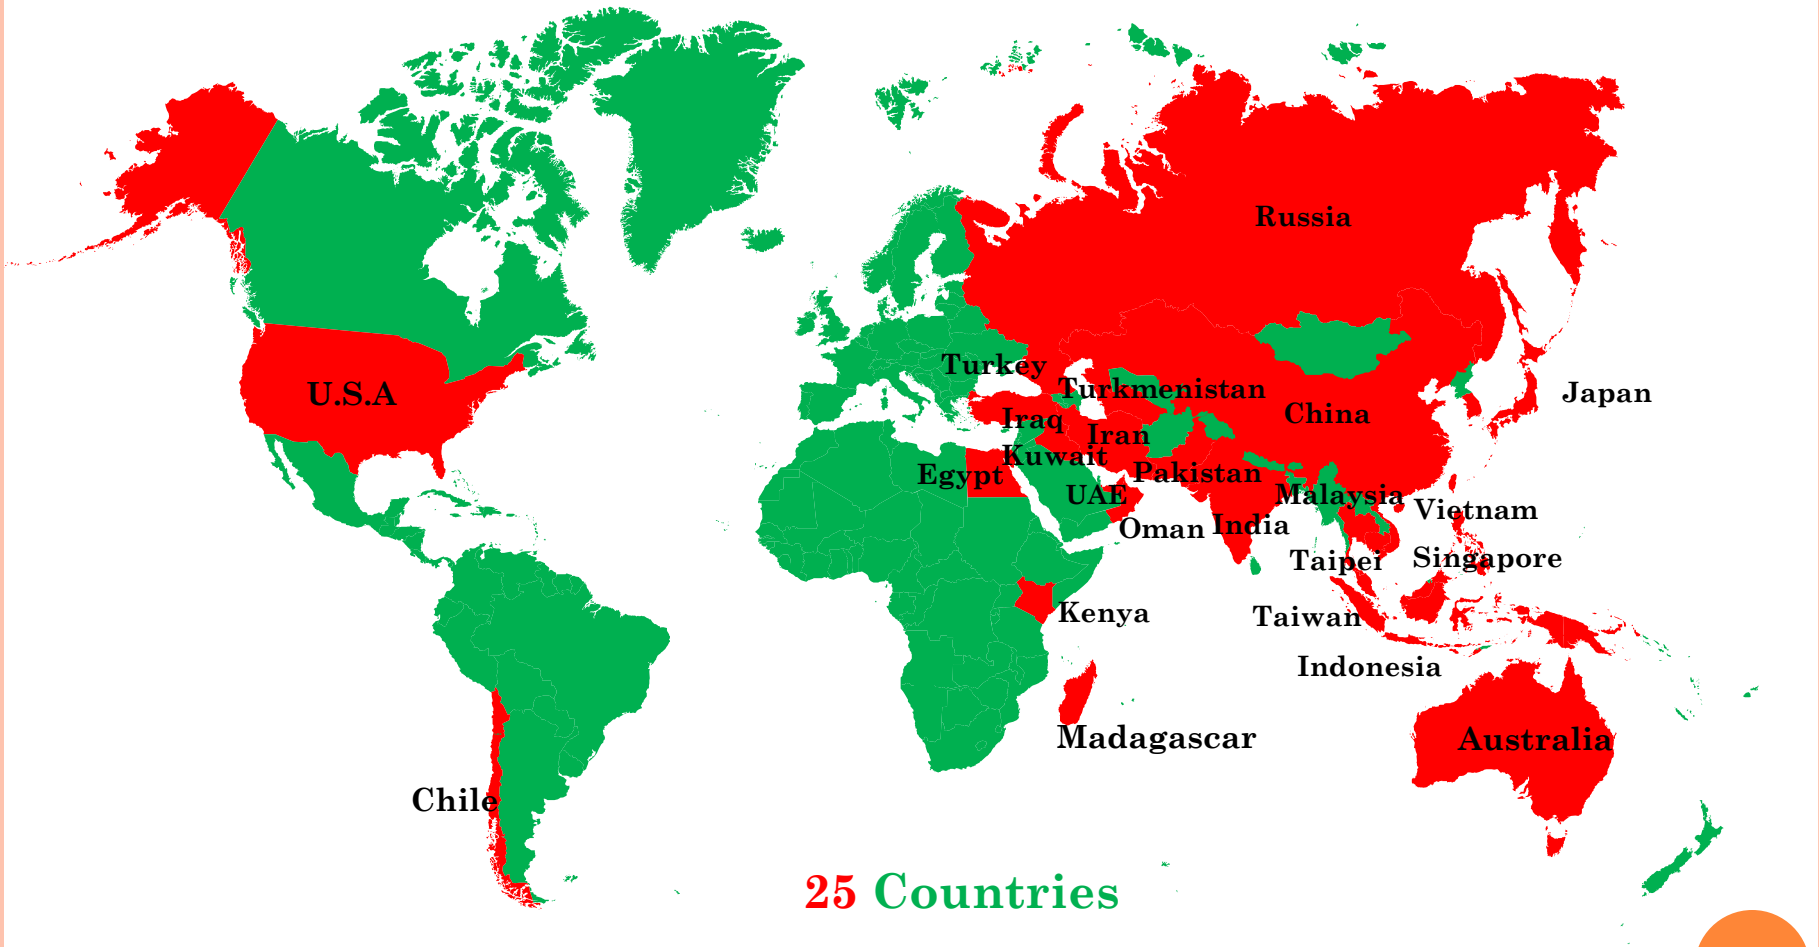 Russia
Turkey
Turkmenistan
U.S.A
Japan
China
Iraq
Iran
Kuwait
Egypt
Pakistan
UAE
Malaysia
Vietnam
Oman
India
Taipei
Singapore
Kenya
Taiwan
Indonesia
Madagascar
Australia
Chile
25 Countries